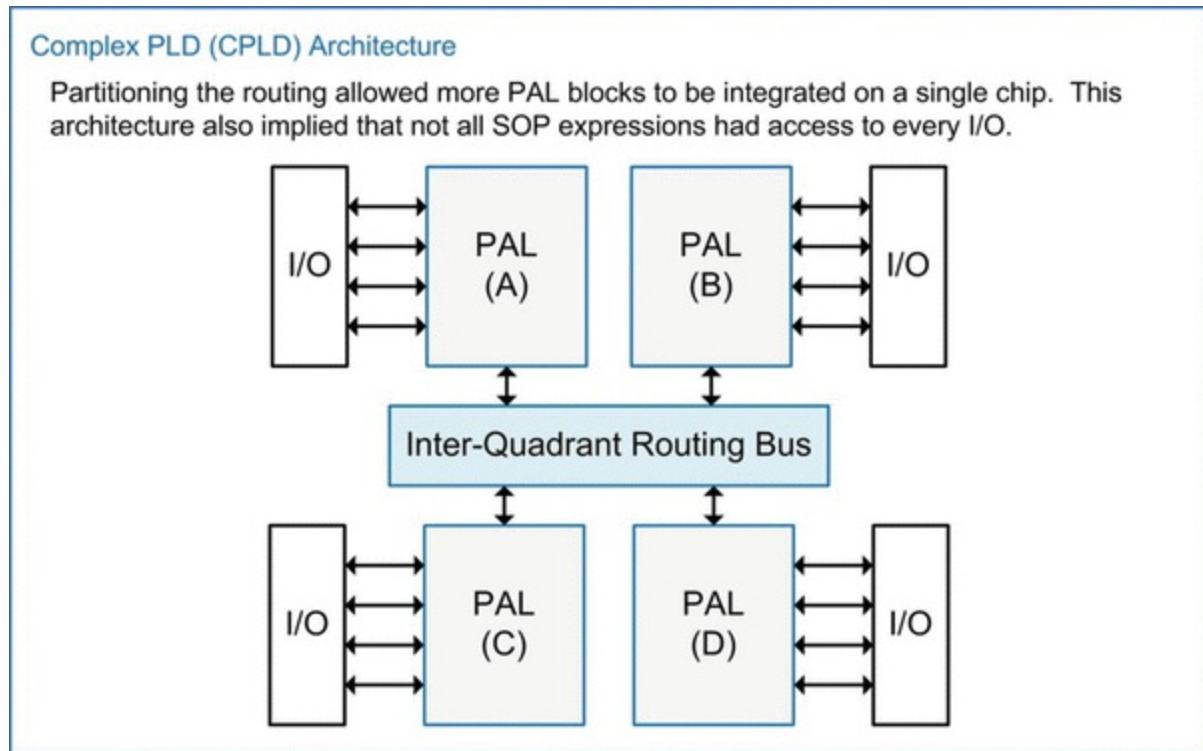 Complex PLD (CPLD) Architecture
Partitioning the routing allowed more PAL blocks to be integrated on a single chip.  This
architecture also implied that not all SOP expressions had access to every I/O.
I/O
PAL
(A)
PAL
(B)
I/O
Inter-Quadrant Routing Bus
I/O
PAL
(C)
PAL
(D)
I/O